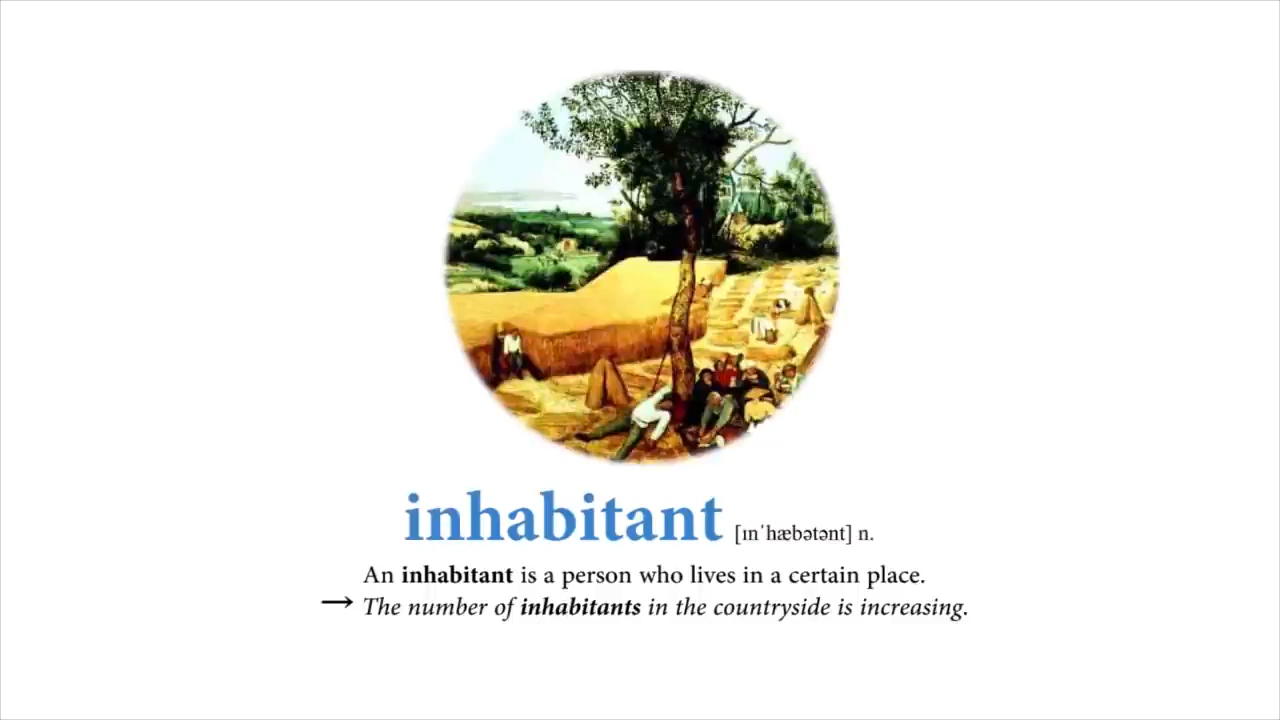 inhabitant [ɪnˈhæbətənt] n.
An inhabitant is a person who lives in a certain place.
→ The number of inhabitants in the countryside is increasing.